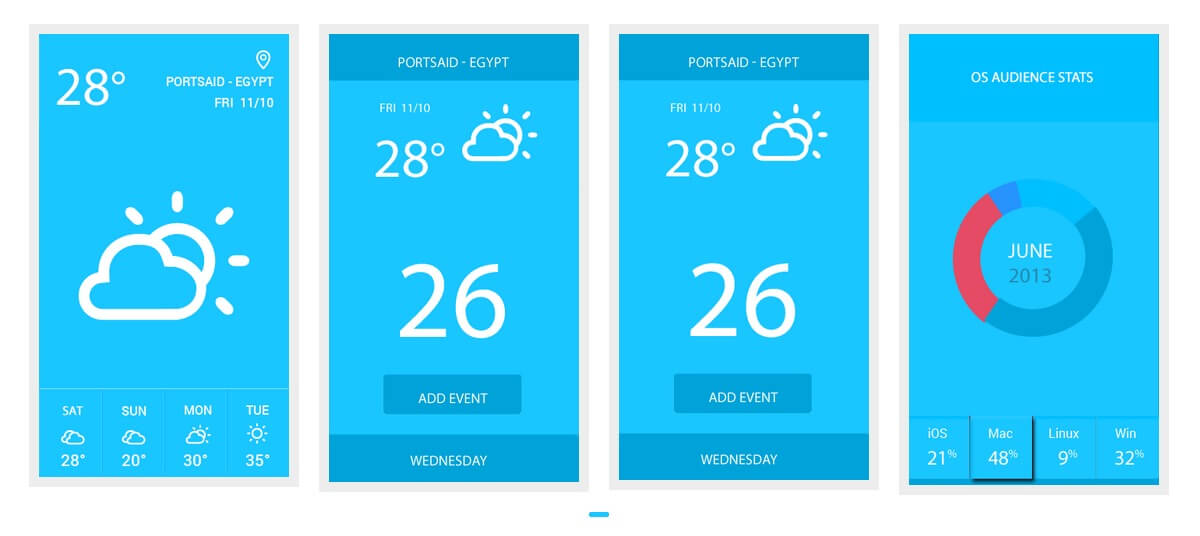 28°
PORTSAID - EGYPT
FRI 11/10
SAT SUN MON TUE
28° 20° 30° 35°
PORTSAID - EGYPT
FRI 11/10
28°
26
ADD EVENT
WEDNESDAY
PORTSAID - EGYPT
FRI 11/10
28°
26
ADD EVENT
WEDNESDAY
OS AUDIENCE STATS
JUNE
2013
iOS Mac Linux Win
21% 48% 9% 32%